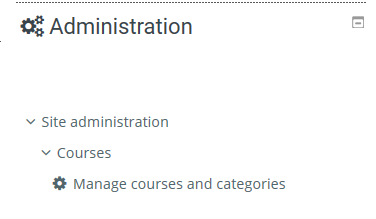 Administration
Site administration
Courses
Manage courses and categories